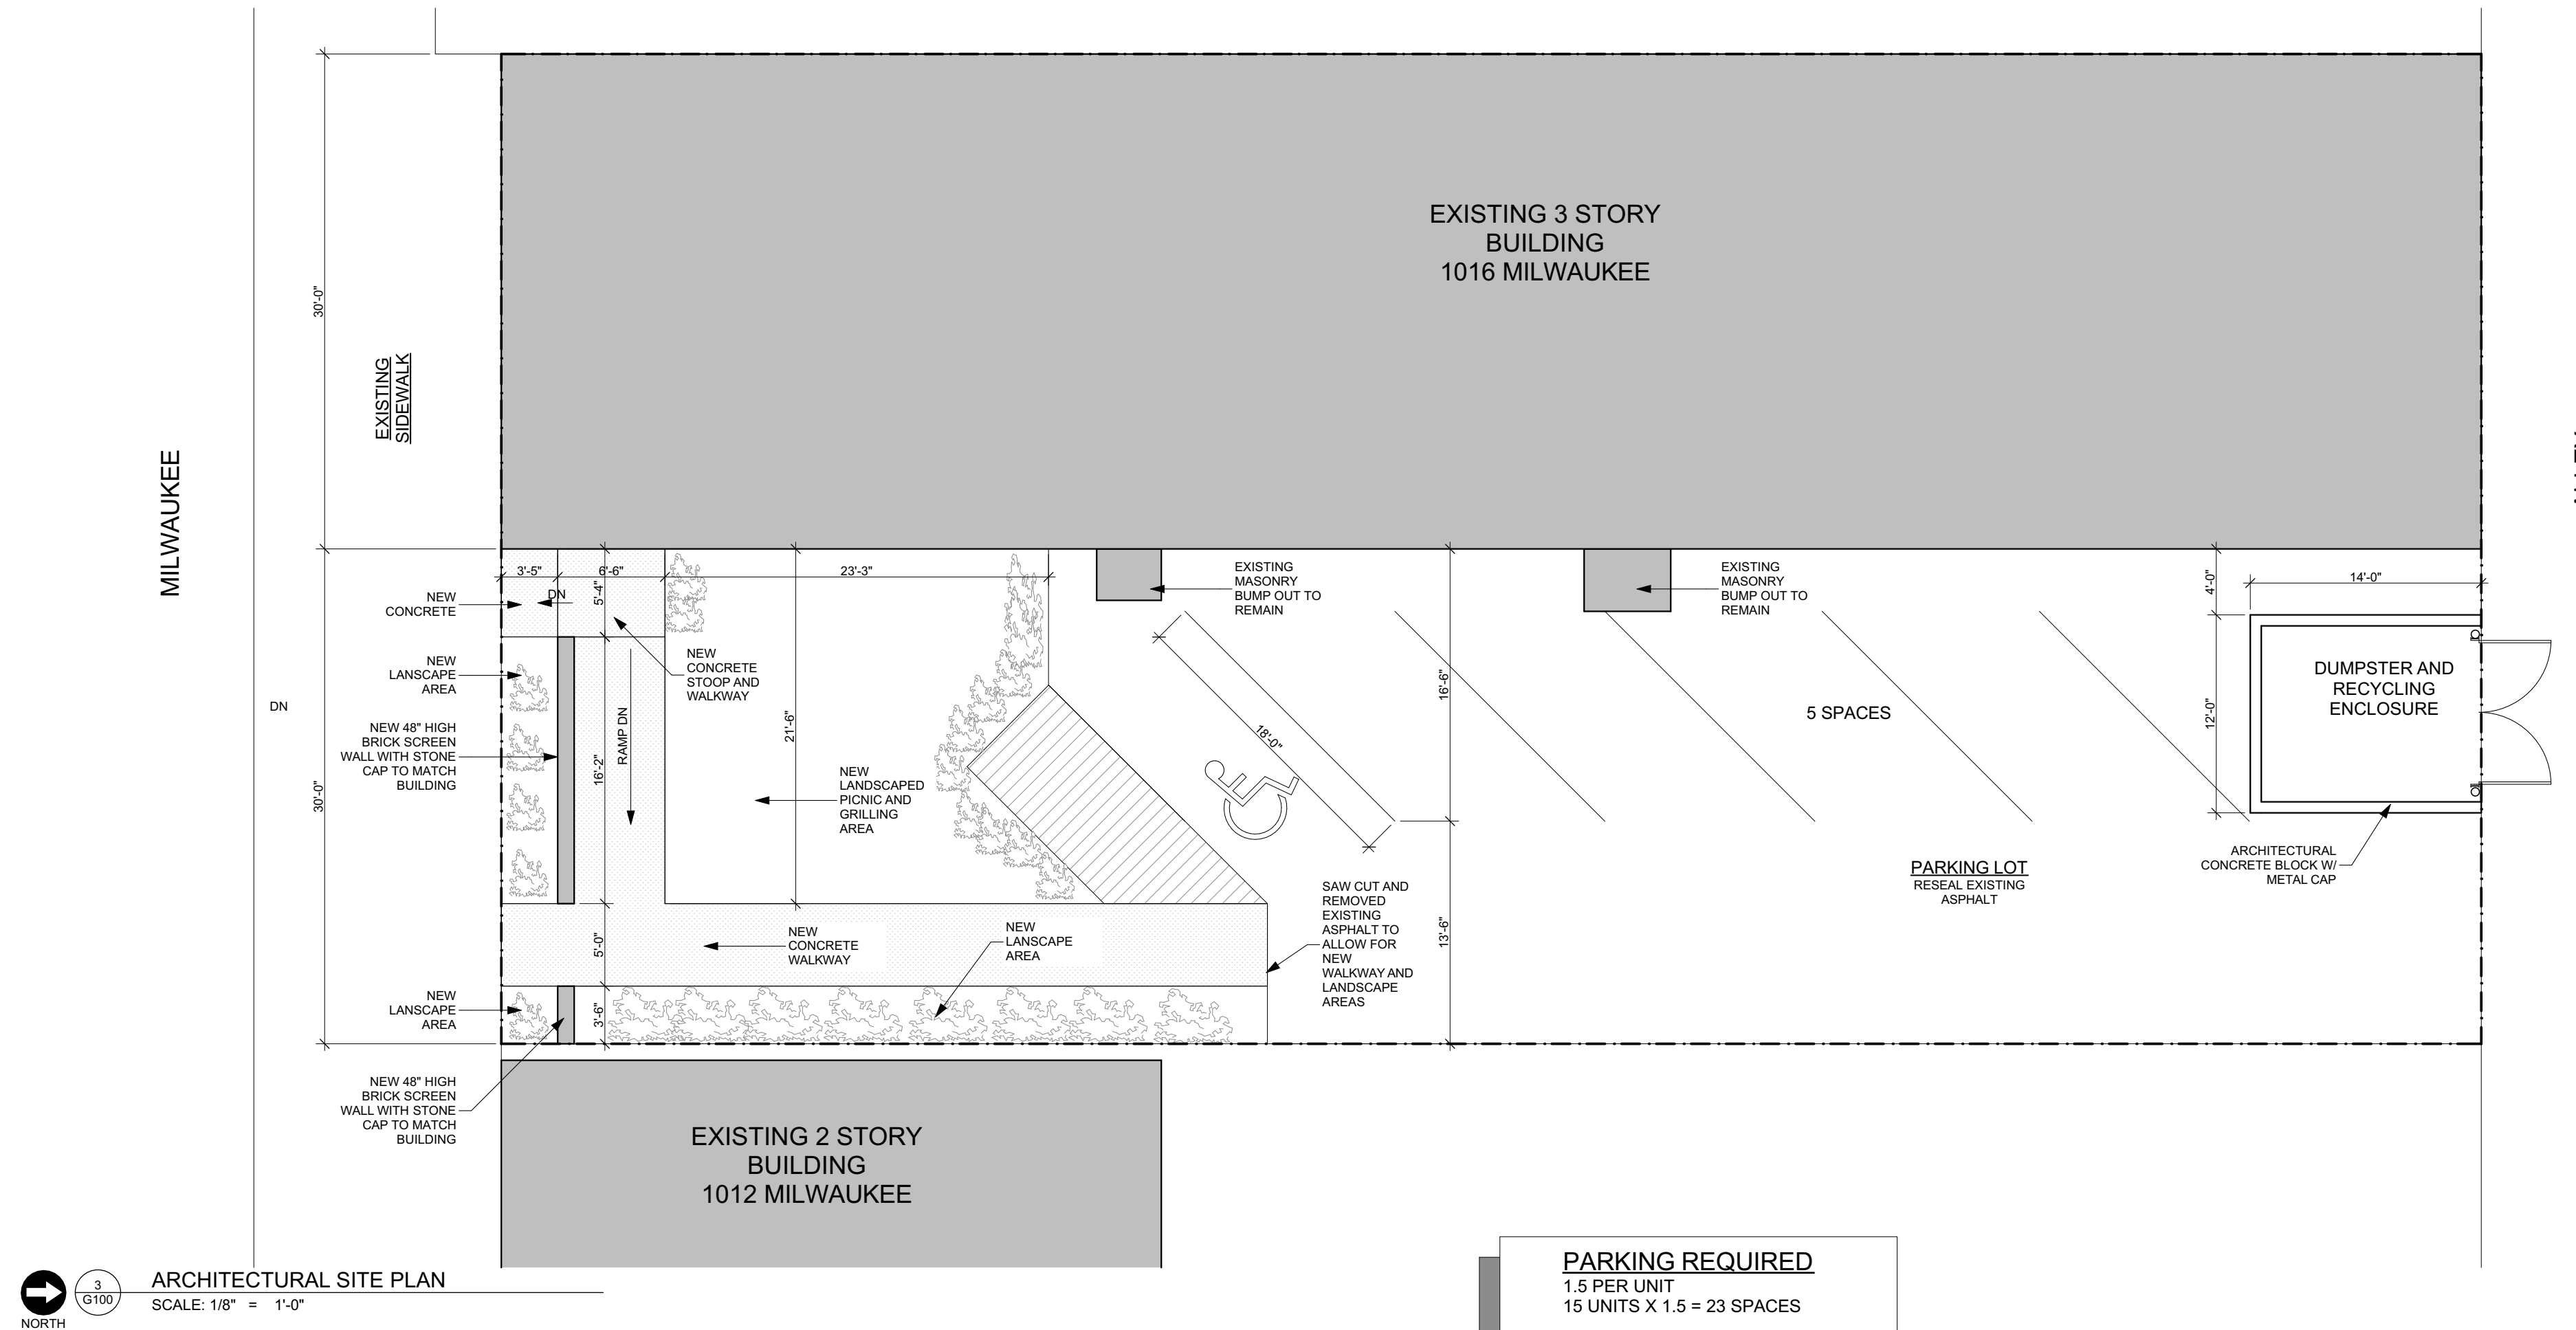 EXISTING 3 STORY
BUILDING
1016 MILWAUKEE
30'-0"
EXISTING
SIDEWALK
MILWAUKEE
3'-5"
6'-6"
23'-3"
5'-4"
DN
NEW
CONCRETE
NEW
LANSCAPE
AREA
NEW 48" HIGH
BRICK SCREEN
WALL WITH STONE
CAP TO MATCH
BUILDING
DN
30'-0"
NEW
CONCRETE
STOOP AND
WALKWAY
RAMP DN
16'-2"
21'-6"
NEW
LANDSCAPED
PICNIC AND
GRILLING
AREA
EXISTING
MASONRY
BUMP OUT TO
REMAIN
EXISTING
MASONRY
BUMP OUT TO
REMAIN
18'-0"
16'-6"
5 SPACES
4'-0"
14'-0"
12'-0"
DUMPSTER AND
RECYCLING
ENCLOSURE
ARCHITECTURAL
CONCRETE BLOCK W/
METAL CAP
PARKING LOT
RESEAL EXISTING
ASPHALT
SAW CUT AND
REMOVED
EXISTING
ASPHALT TO
ALLOW FOR
NEW
WALKWAY AND
LANDSCAPE
AREAS
13'-6"
5'-0"
NEW
CONCRETE
WALKWAY
NEW
LANSCAPE
AREA
NEW
LANSCAPE
AREA
3'-6"
NEW 48" HIGH
BRICK SCREEN
WALL WITH STONE
CAP TO MATCH
BUILDING
EXISTING 2 STORY
BUILDING
1012 MILWAUKEE
3
G100
NORTH
ARCHITECTURAL SITE PLAN
SCALE: 1/8" = 1'-0"
PARKING REQUIRED
1.5 PER UNIT
15 UNITS X 1.5 = 23 SPACES